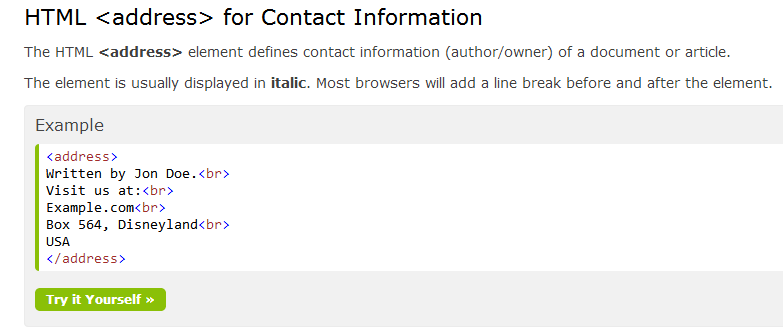 HTML <address> for Contact Information
The HTML <address> element defines contact information (author/owner) of a document or article.
The element is usually displayed in italic. Most browsers will add a line break before and after the element.
Example
<address>
Written by Jon Doe.<br>
Visit us at:<br>
Example.com<br>
Box 564, Disneyland<br>
USA
</address>
Try it Yourself »